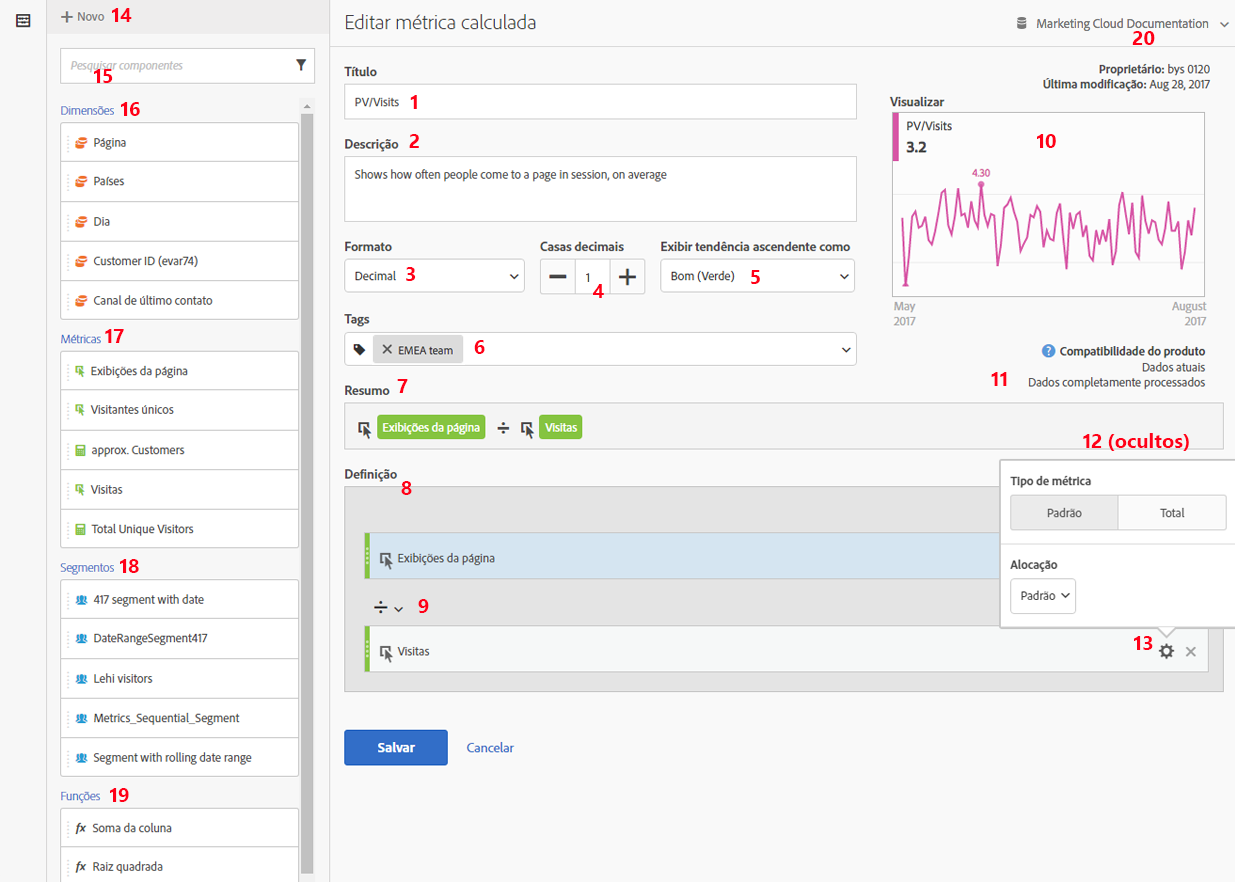 Novo 14
Pesquisar componentes
15
Dimensões 16
Página
Países
Dia
Customer ID (evar74)
Canal de último contato
Métricas 17
Exibições da página
Visitantes únicos
approx. Customers
Visitas
Total Unique Visitors
Segmentos 18
417 segment with date
DateRangeSegment417
Lehi visitors
Metrics_Sequential_Segment
Segment with rolling date range
Funções 19
fx Soma da coluna
fx Raiz quadrada
Editar métrica calculada
Marketing Cloud Documentation
20
Proprietário: bys 0120
Última modificação: Aug 28, 2017
Título
PV/Visits 1
Descrição 2
Shows how often people come to a page in session, on average
Formato
Decimal 3
Casas decimais
1
4
Exibir tendência ascendente como
Bom (Verde) 5
Tags
EMEA team 6
Visualizar
PV/Visits
3.2
10
4.30
May
2017
August
2017
Compatibilidade do produto
Dados atuais
11 Dados completamente processados
Resumo 7
Exibições da página ÷ Visitas
12 (ocultos)
Definição
8
Exibições da página
÷ 9
Visitas
Tipo de métrica
Padrão Total
Alocação
Padrão
13
Salvar Cancelar